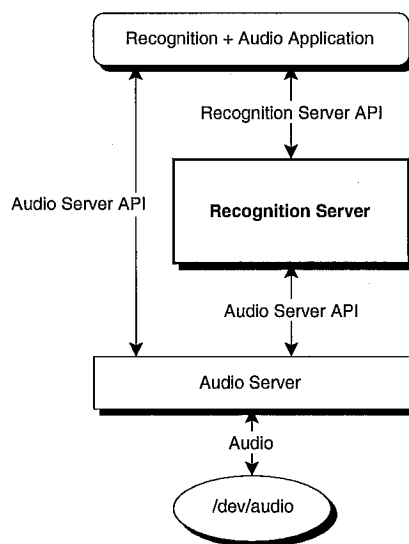 Recognition + Audio Application
Recognition Server API
Audio Server API
Recognition Server
Audio Server API
Audio Server
Audio
/dev/audio